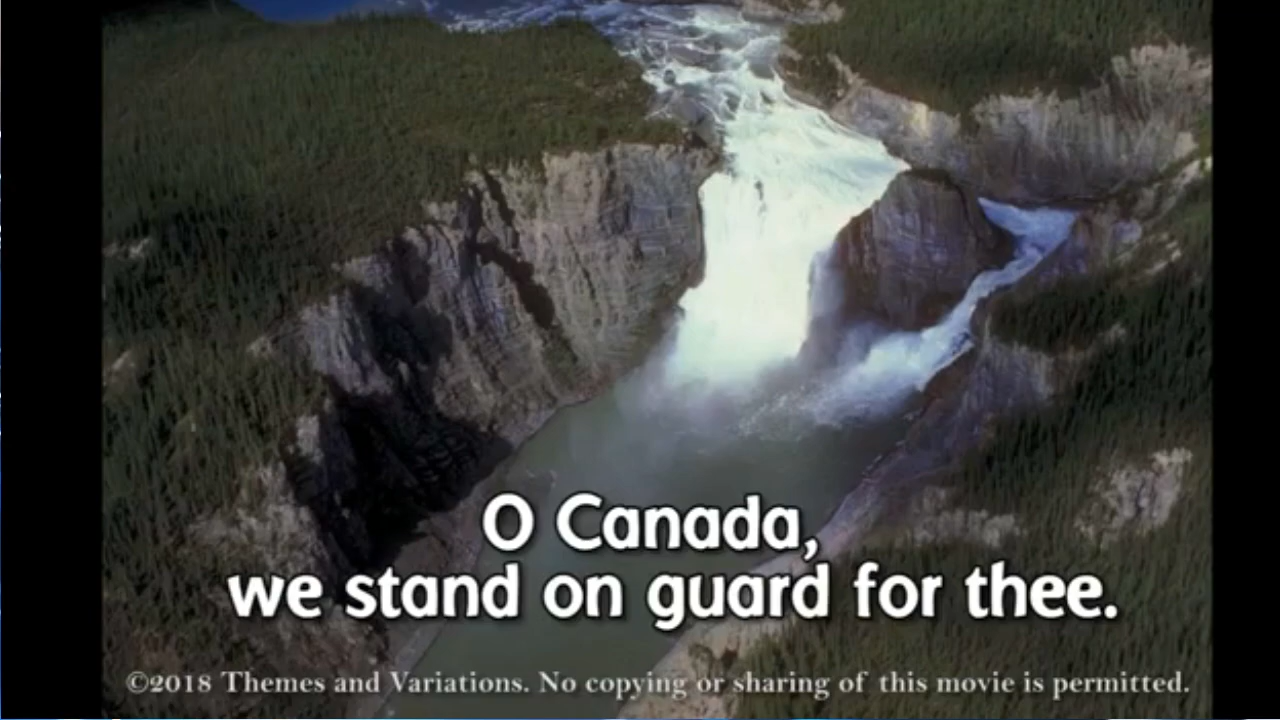 O Canada,
we stand on guard for thee.
©2018 Themes and Variations. No copying or sharing of this movie is permitted.